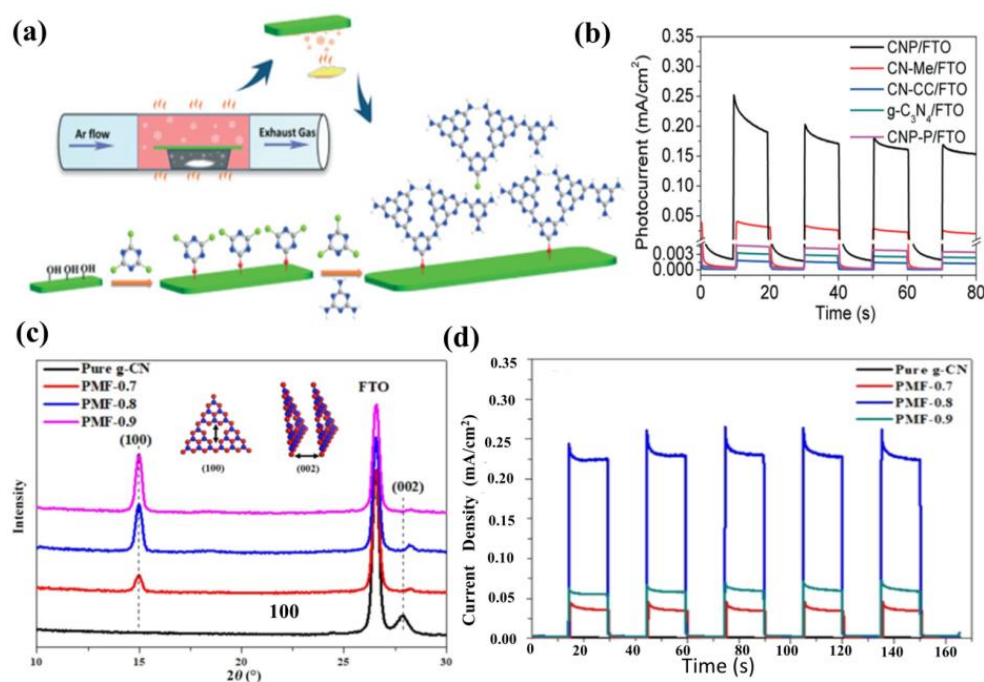 (a)
Ar flow
Exhaust Gas
OH OH OH
(b)
CNP/FTO
CN-Me/FTO
CN-CC/FTO
g-C₃N₄/FTO
CNP-P/FTO
Photocurrent (mA/cm²)
0.30
0.25
0.20
0.15
0.05
0.003
0.000
0 20 40 60 80
Time (s)
(c)
Pure g-CN
PMF-0.7
PMF-0.8
PMF-0.9
FTO
(100)
(100)
(002)
(002)
100
Intensity
10 15 20 25 30
2θ (°)
(d)
Pure g-CN
PMF-0.7
PMF-0.8
PMF-0.9
Current Density (mA/cm²)
0.35
0.30
0.25
0.20
0.15
0.10
0.05
0.00
0 20 40 60 80 100 120 140 160
Time (s)